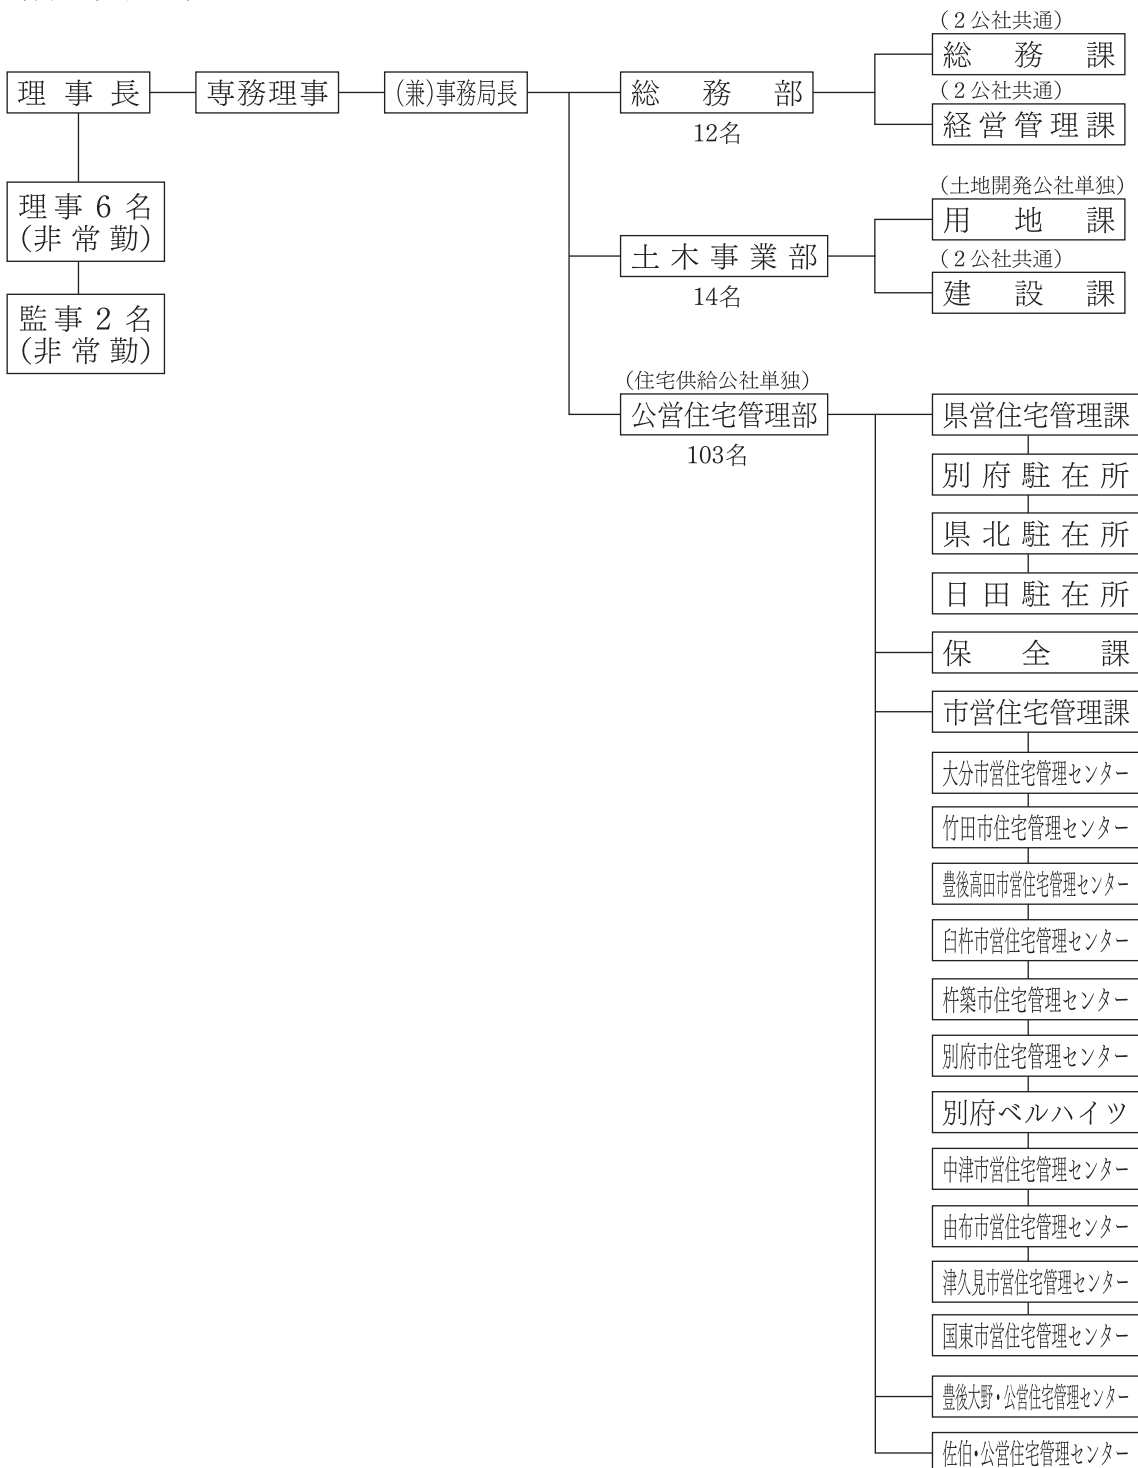 (２公社共通)
総務課
理事長
専務理事
(兼)事務局長
総務部
12名
(２公社共通)
経営管理課
理事６名
(非常勤)
監事２名
(非常勤)
(土地開発公社単独)
用地課
土木事業部
14名
(２公社共通)
建設課
(住宅供給公社単独)
公営住宅管理部
103名
県営住宅管理課
別府駐在所
県北駐在所
日田駐在所
保全課
市営住宅管理課
大分市営住宅管理センター
竹田市住宅管理センター
豊後高田市営住宅管理センター
臼杵市営住宅管理センター
杵築市住宅管理センター
別府市住宅管理センター
別府ベルハイツ
中津市営住宅管理センター
由布市営住宅管理センター
津久見市営住宅管理センター
国東市営住宅管理センター
豊後大野・公営住宅管理センター
佐伯・公営住宅管理センター